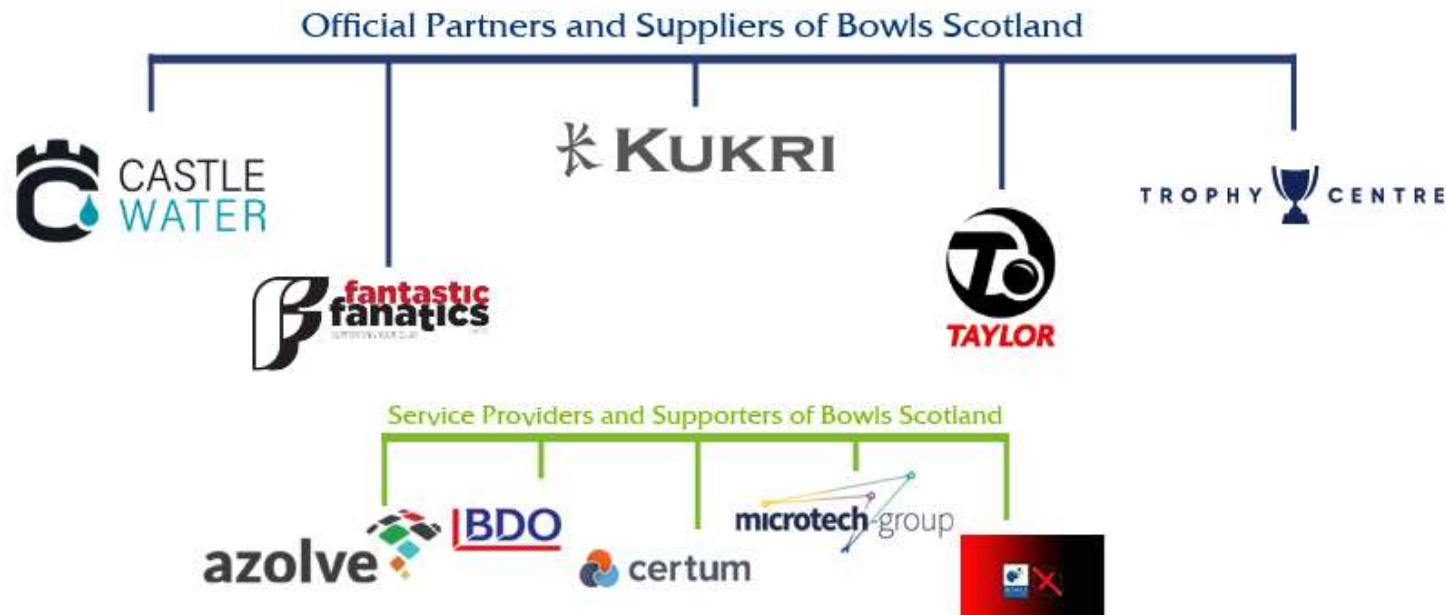 Official Partners and Suppliers of Bowls Scotland
CASTLE
WATER
KUKRI
TROPHY CENTRE
fantastic
fanatics
TAYLOR
Service Providers and Supporters of Bowls Scotland
azolve
BDO
certum
microtech-group